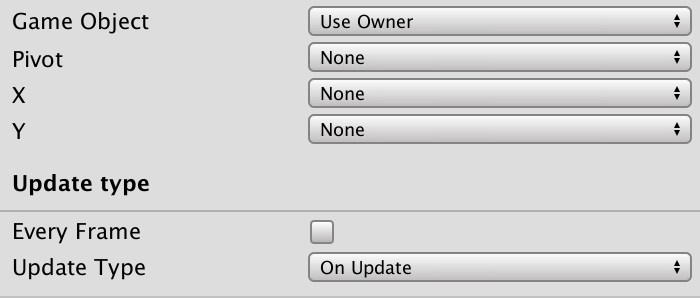 Game Object Use Owner
Pivot None
X None
Y None
Update type
Every Frame
Update Type On Update